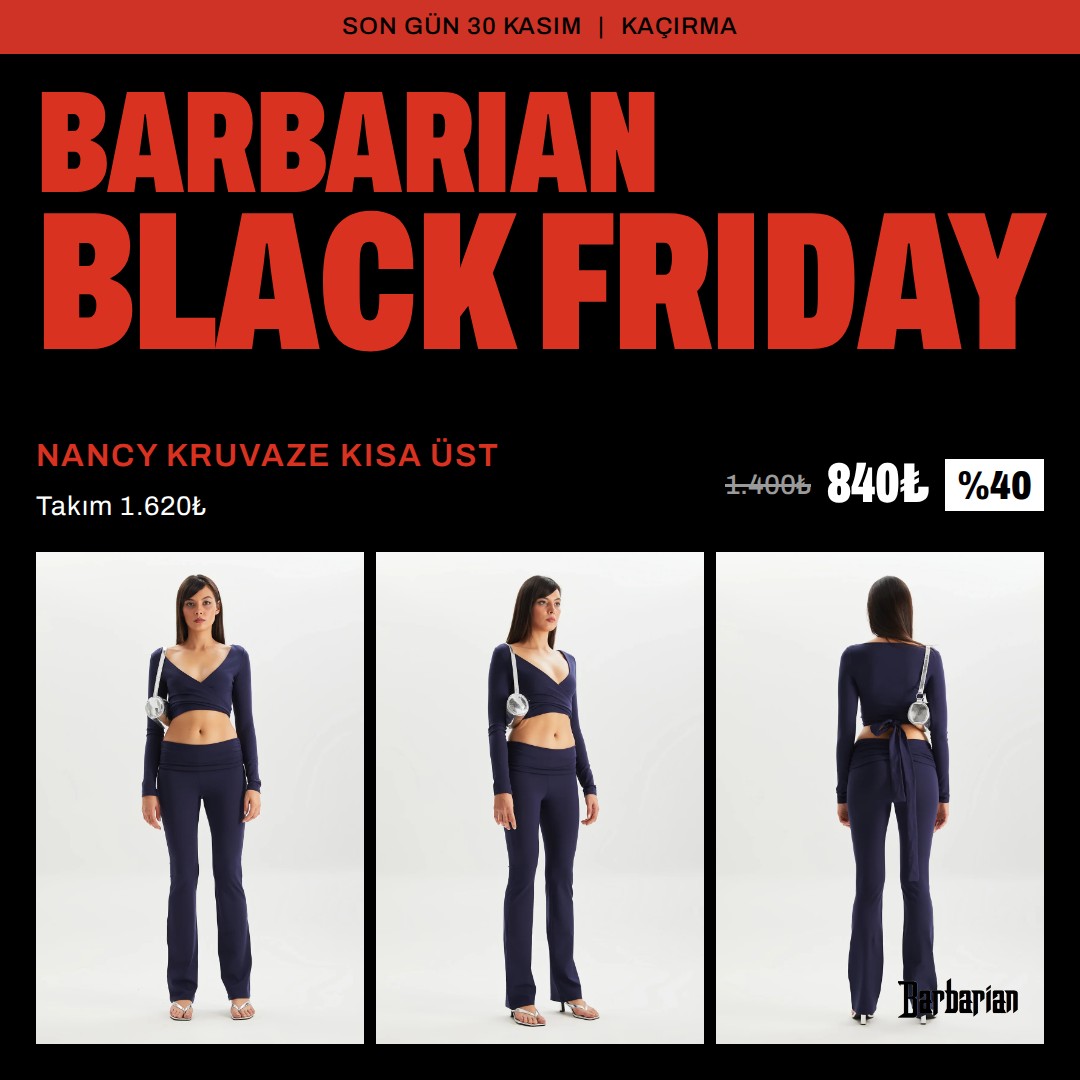 SON GÜN 30 KASIM | KAÇIRMA
BARBARIAN
BLACK FRIDAY
NANCY KRUVAZE KISA ÜST
Takım 1.620₺
1.400₺ 840₺ %40
Barbarian